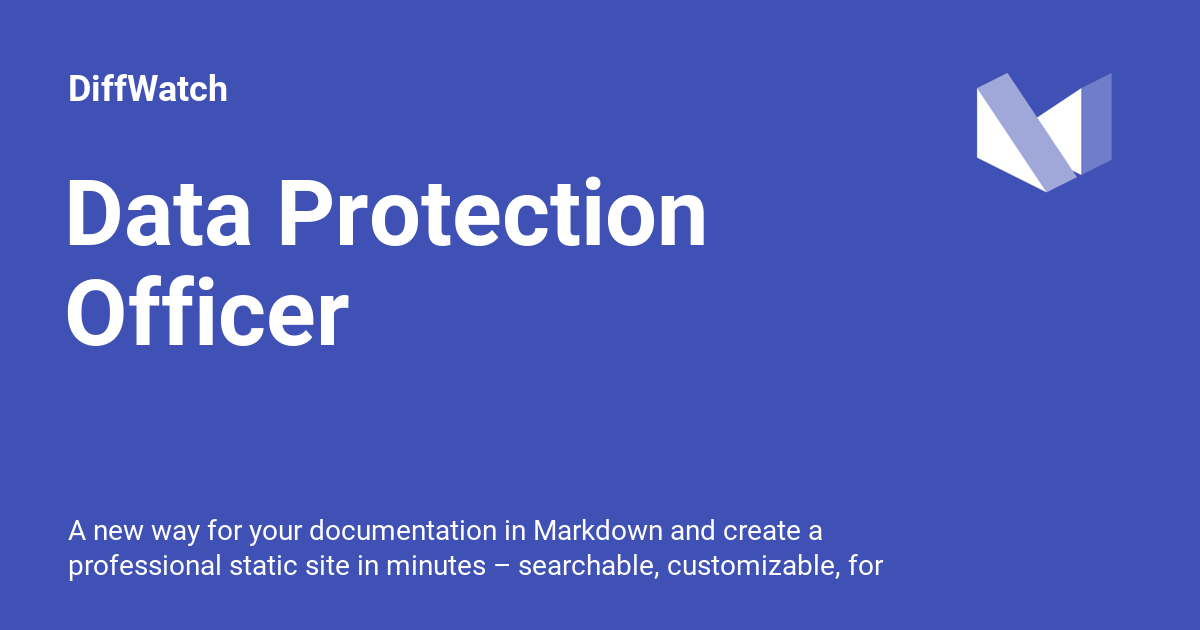 DiffWatch
Data Protection
Officer
A new way for your documentation in Markdown and create a
professional static site in minutes – searchable, customizable, for